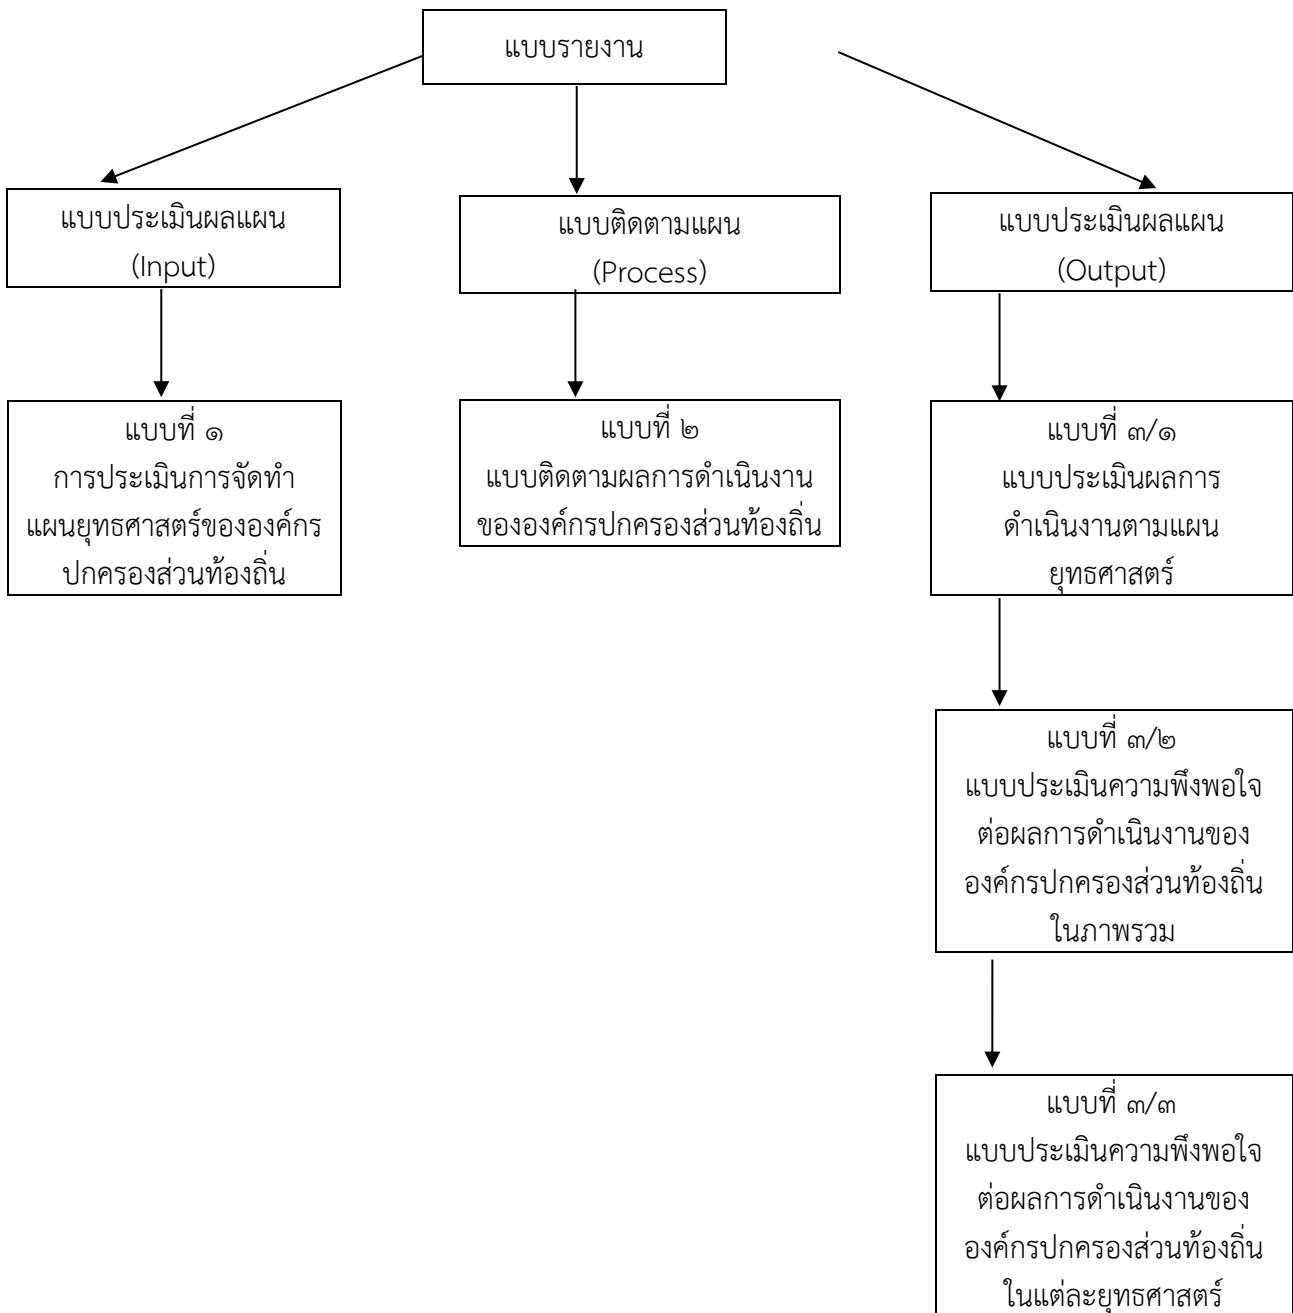 แบบรายงาน
แบบประเมินผลแผน
(Input)
แบบติดตามแผน
(Process)
แบบประเมินผลแผน
(Output)
แบบที่ ๑
การประเมินการจัดทำ
แผนยุทธศาสตร์ขององค์กร
ปกครองส่วนท้องถิ่น
แบบที่ ๒
แบบติดตามผลการดำเนินงาน
ขององค์กรปกครองส่วนท้องถิ่น
แบบที่ ๓/๑
แบบประเมินผลการ
ดำเนินงานตามแผน
ยุทธศาสตร์
แบบที่ ๓/๒
แบบประเมินความพึงพอใจ
ต่อผลการดำเนินงานของ
องค์กรปกครองส่วนท้องถิ่น
ในภาพรวม
แบบที่ ๓/๓
แบบประเมินความพึงพอใจ
ต่อผลการดำเนินงานของ
องค์กรปกครองส่วนท้องถิ่น
ในแต่ละยุทธศาสตร์